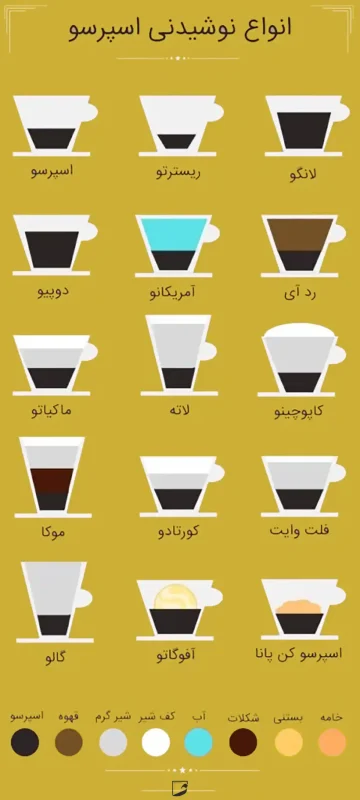 انواع نوشیدنی اسپرسو
لانگو
ریسترتو
اسپرسو
رد آی
آمریکانو
دوپیو
کاپوچینو
لاته
ماکیاتو
فلت وایت
کورتادو
موکا
اسپرسو کن پانا
آفوگاتو
گالو
خامه
بستنی
شکلات
آب
کف شیر
شیر گرم
قهوه
اسپرسو